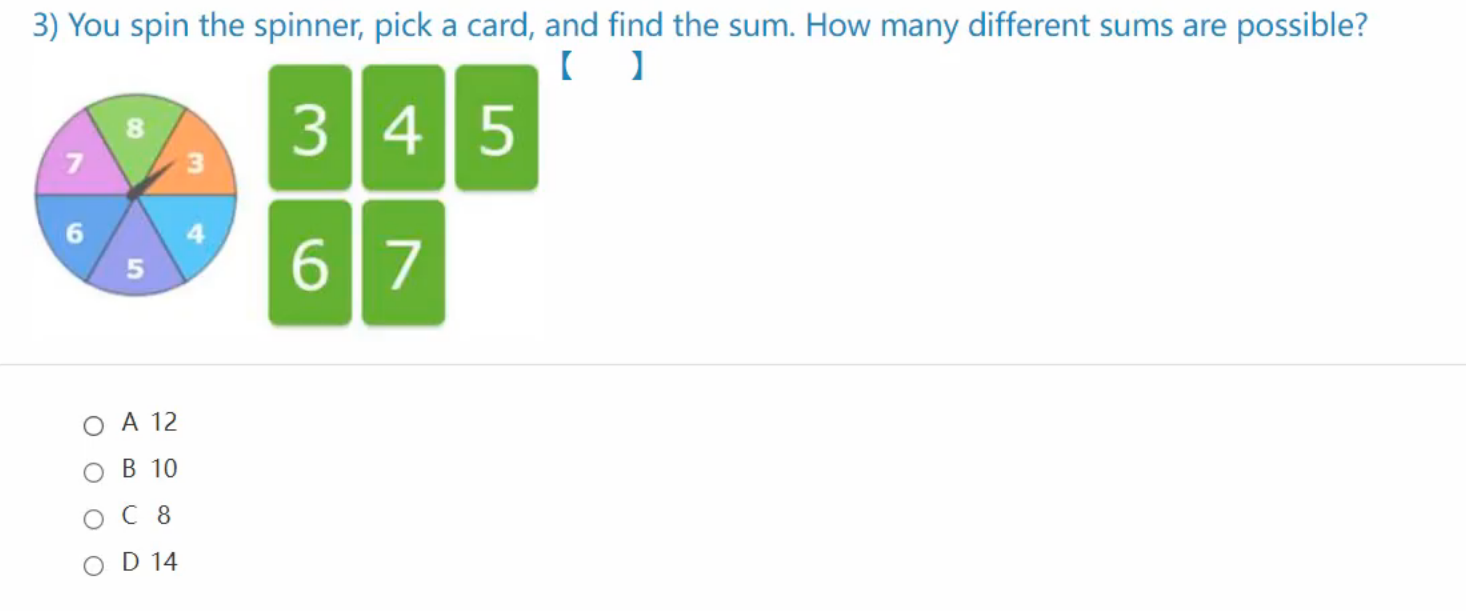 3) You spin the spinner, pick a card, and find the sum. How many different sums are possible?
【    】
8
7 3
6 4
5
3 4 5
6 7
A 12
B 10
C 8
D 14